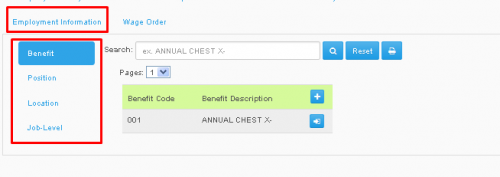 Employment Information Wage Order
Benefit
Position
Location
Job-Level
Search: ex. ANNUAL CHEST X- Reset
Pages: 1
Benefit Code Benefit Description
001 ANNUAL CHEST X-